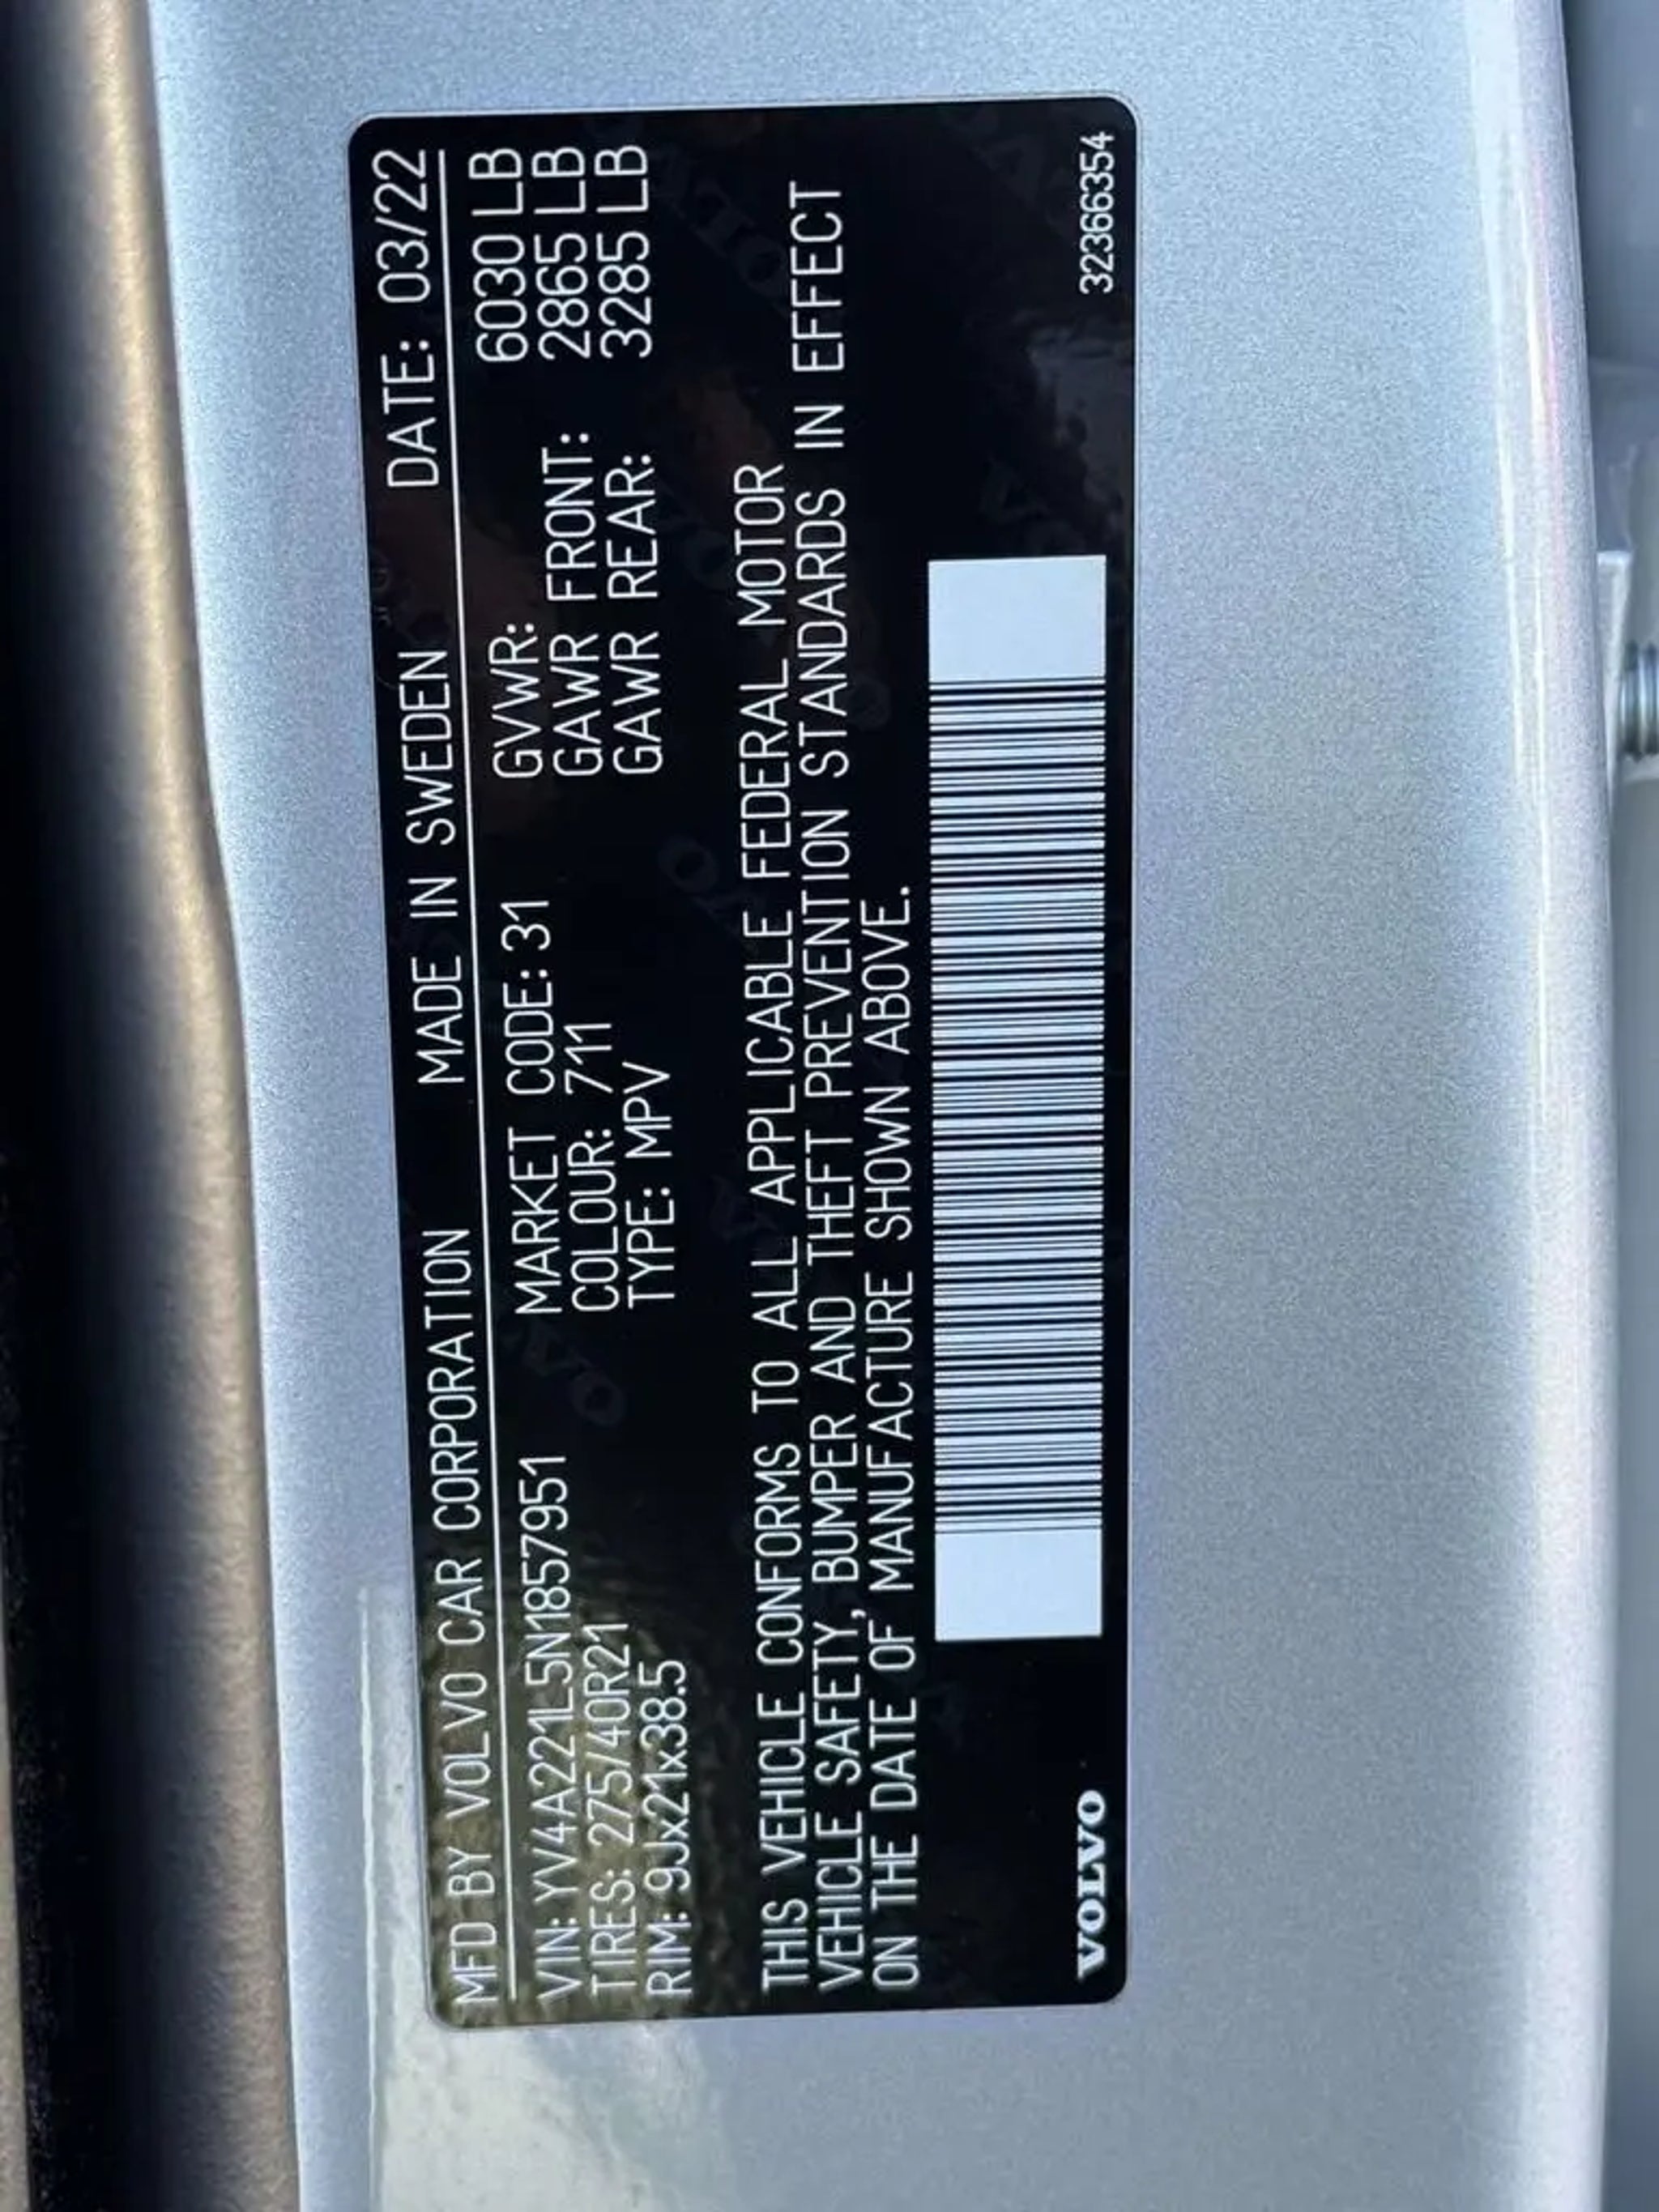 MFD BY VOLVO CAR CORPORATION MADE IN SWEDEN DATE: 03/22
VIN: YV4A221L5N1857951 MARKET CODE: 31 GVWR: 6030 LB
TIRES: 275/40R21 COLOUR: 711 GAWR FRONT: 2865 LB
RIM: 9Jx21x38.5 TYPE: MPV GAWR REAR: 3285 LB
THIS VEHICLE CONFORMS TO ALL APPLICABLE FEDERAL MOTOR
VEHICLE SAFETY, BUMPER AND THEFT PREVENTION STANDARDS IN EFFECT
ON THE DATE OF MANUFACTURE SHOWN ABOVE.
VOLVO 32366354